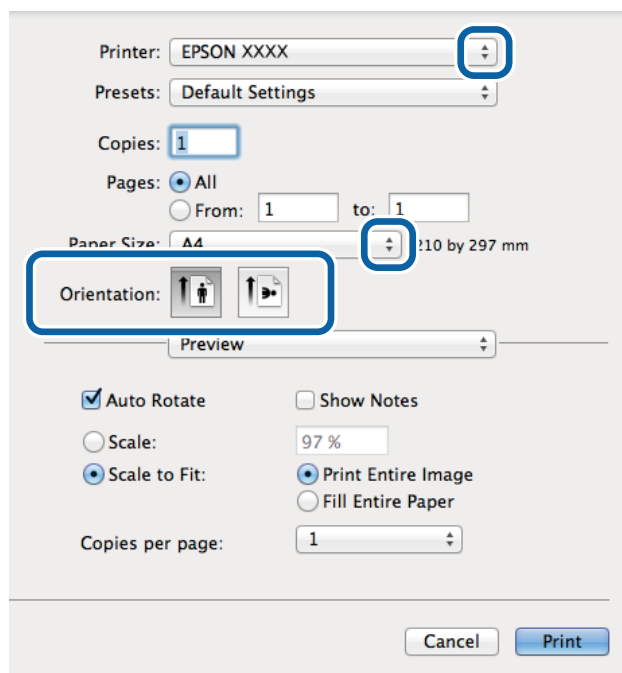 Printer: EPSON XXXX
Presets: Default Settings
Copies: 1
Pages: All
From: 1 to: 1
Paper Size: A4 210 by 297 mm
Orientation:
Preview
Auto Rotate Show Notes
Scale: 97 %
Scale to Fit: Print Entire Image
Fill Entire Paper
Copies per page: 1
Cancel Print